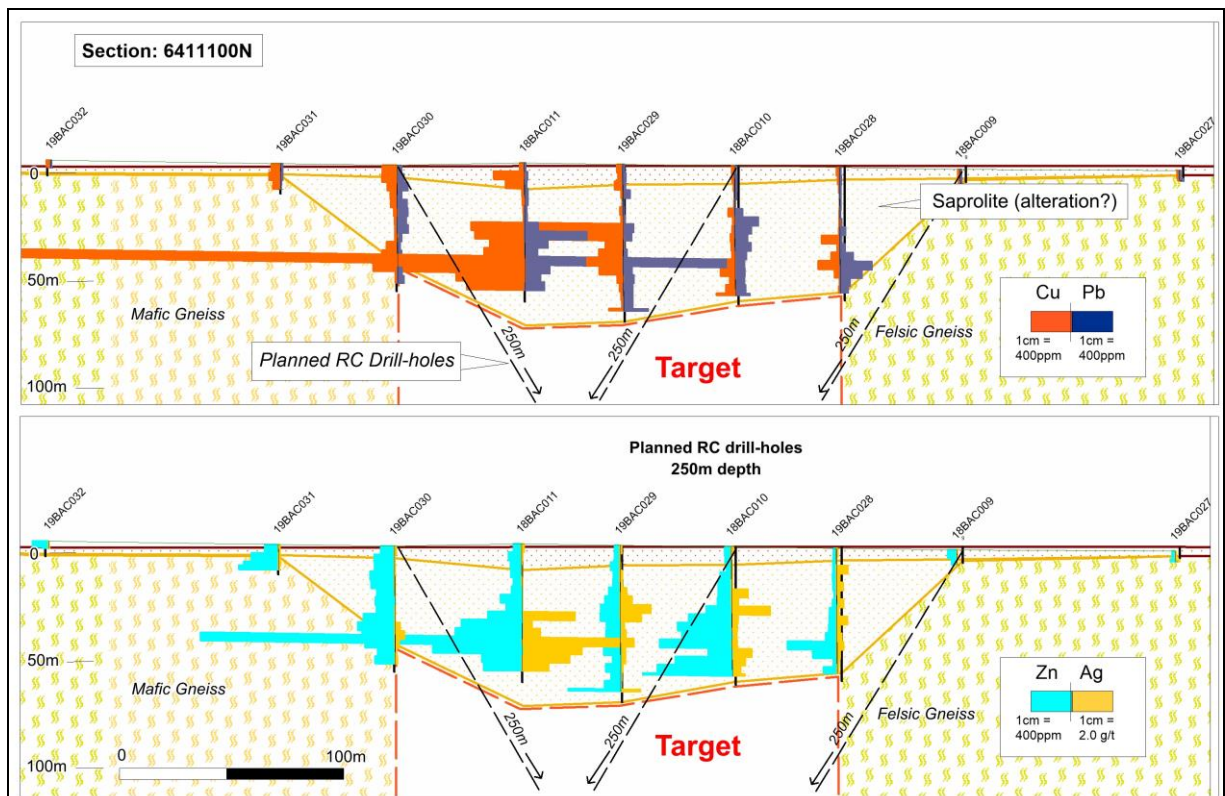 Section: 6411100N
19BAC032
19BAC031
19BAC030
18BAC011
19BAC029
18BAC010
19BAC028
18BAC009
19BAC027
0
Saprolite (alteration?)
50m
Mafic Gneiss
Cu Pb
1cm = 400ppm 1cm = 400ppm
250m
250m
250m
Felsic Gneiss
Planned RC Drill-holes
Target
100m
Planned RC drill-holes
250m depth
19BAC032
19BAC031
19BAC030
18BAC011
19BAC029
18BAC010
19BAC028
18BAC009
19BAC027
0
50m
Mafic Gneiss
Zn Ag
1cm = 400ppm 1cm = 2.0 g/t
250m
250m
250m
Felsic Gneiss
Target
0 100m
100m